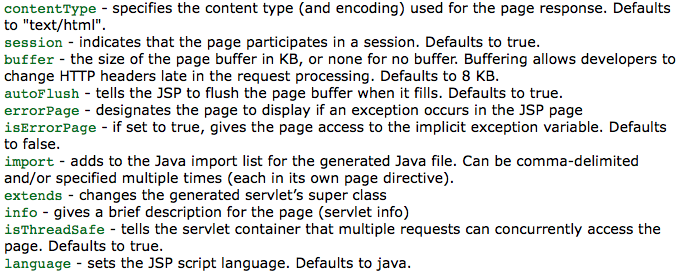 contentType - specifies the content type (and encoding) used for the page response. Defaults
to "text/html".
session - indicates that the page participates in a session. Defaults to true.
buffer - the size of the page buffer in KB, or none for no buffer. Buffering allows developers to
change HTTP headers late in the request processing. Defaults to 8 KB.
autoFlush - tells the JSP to flush the page buffer when it fills. Defaults to true.
errorPage - designates the page to display if an exception occurs in the JSP page
isErrorPage - if set to true, gives the page access to the implicit exception variable. Defaults
to false.
import - adds to the Java import list for the generated Java file. Can be comma-delimited
and/or specified multiple times (each in its own page directive).
extends - changes the generated servlet's super class
info - gives a brief description for the page (servlet info)
isThreadSafe - tells the servlet container that multiple requests can concurrently access the
page. Defaults to true.
language - sets the JSP script language. Defaults to java.